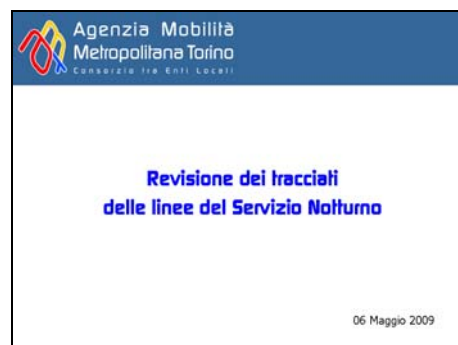 Agenzia Mobilità
Metropolitana Torino
Consorzio tra Enti Locali
Revisione dei tracciati
delle linee del Servizio Notturno
06 Maggio 2009